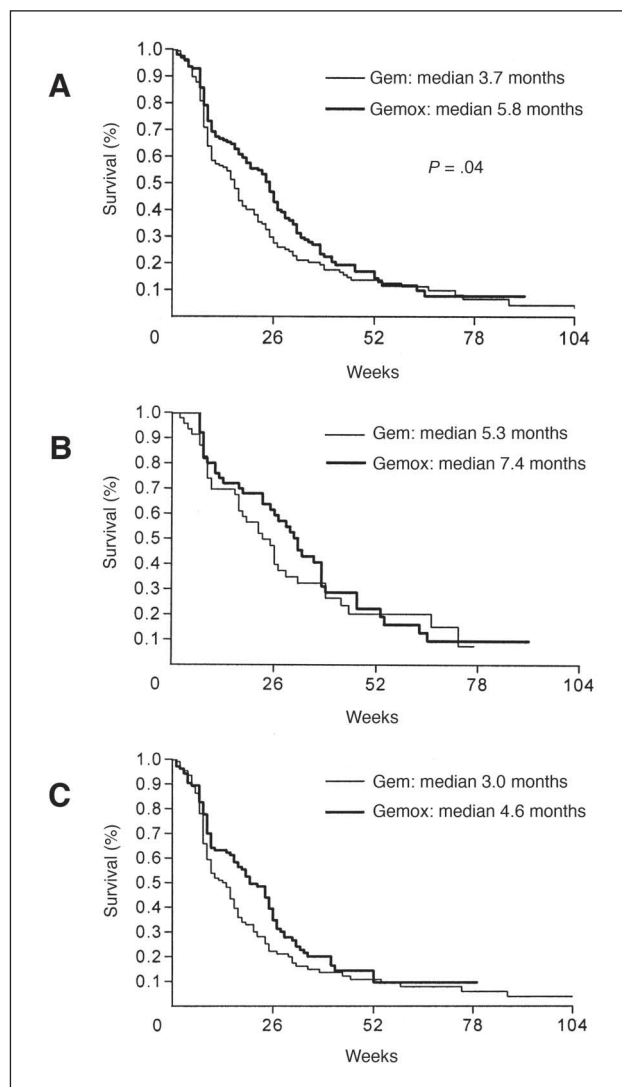 A
1.0
0.9
0.8
0.7
0.6
0.5
0.4
0.3
0.2
0.1
Survival (%)
Gem: median 3.7 months
Gemox: median 5.8 months
P = .04
0 26 52 78 104
Weeks
B
1.0
0.9
0.8
0.7
0.6
0.5
0.4
0.3
0.2
0.1
Survival (%)
Gem: median 5.3 months
Gemox: median 7.4 months
0 26 52 78 104
Weeks
C
1.0
0.9
0.8
0.7
0.6
0.5
0.4
0.3
0.2
0.1
Survival (%)
Gem: median 3.0 months
Gemox: median 4.6 months
0 26 52 78 104
Weeks